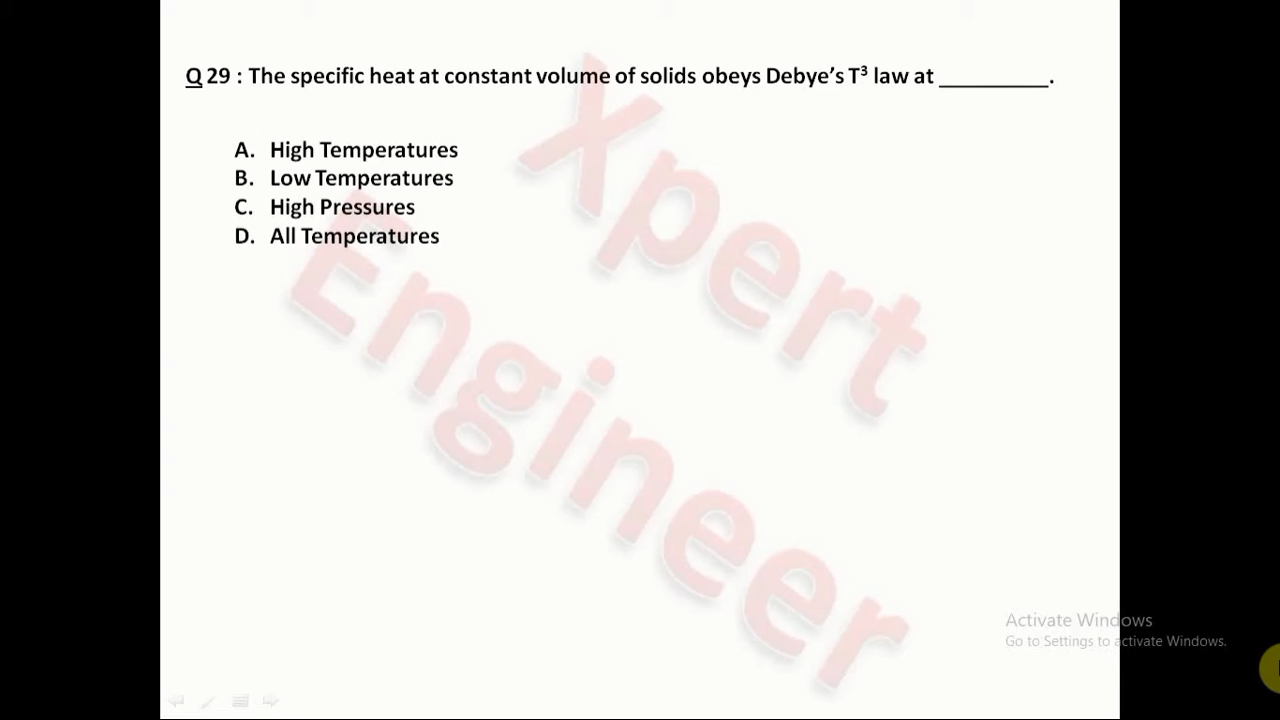 Q 29 : The specific heat at constant volume of solids obeys Debye's T³ law at _________.
A. High Temperatures
B. Low Temperatures
C. High Pressures
D. All Temperatures
Xpert
Engineer
Activate Windows
Go to Settings to activate Windows.